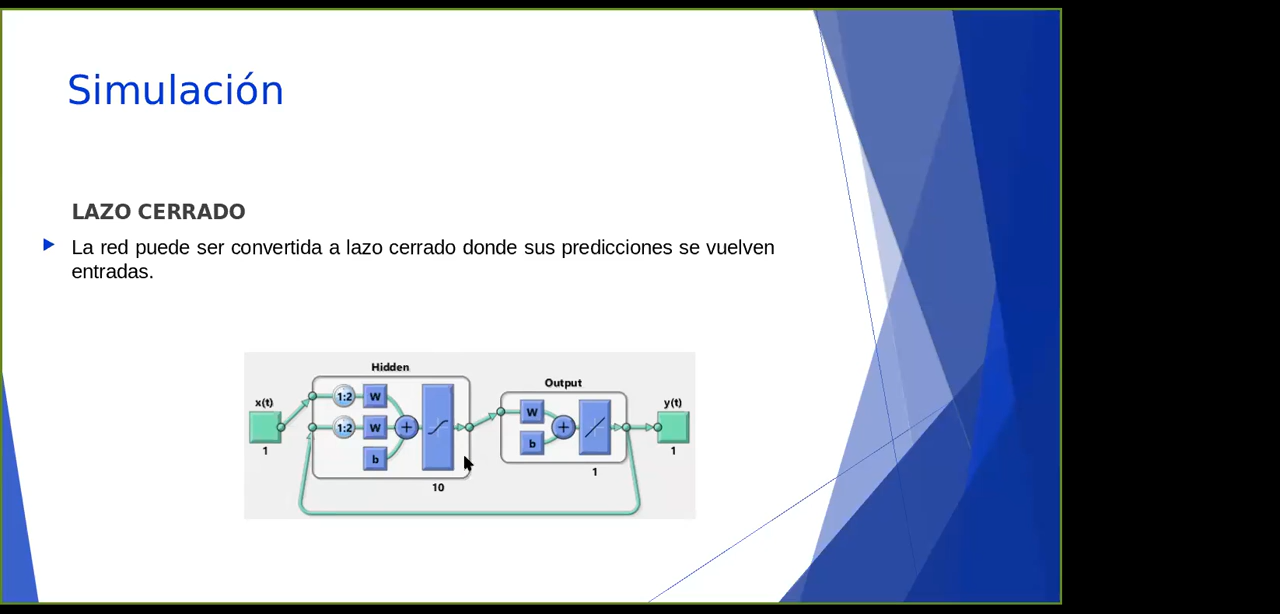 Simulación
LAZO CERRADO
La red puede ser convertida a lazo cerrado donde sus predicciones se vuelven
entradas.
Hidden
Output
x(t)
1:2
W
W
y(t)
1:2
W
+
+
b
b
1
1
1
10